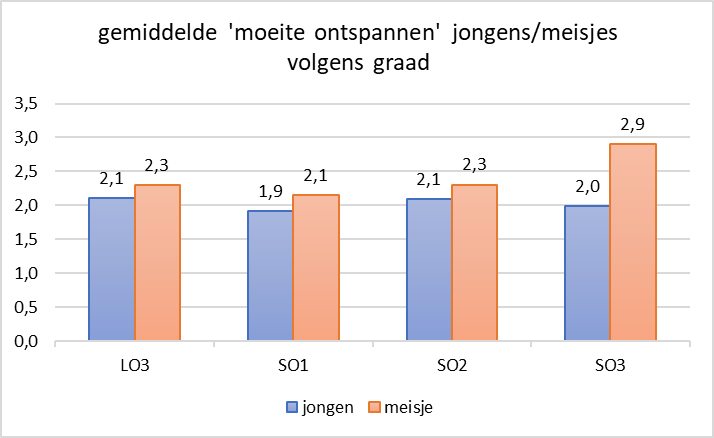 gemiddelde 'moeite ontspannen' jongens/meisjes
volgens graad
3,5
3,0
2,5
2,0
1,5
1,0
0,5
0,0
2,1
2,3
1,9
2,1
2,1
2,3
2,0
2,9
LO3
SO1
SO2
SO3
jongen
meisje